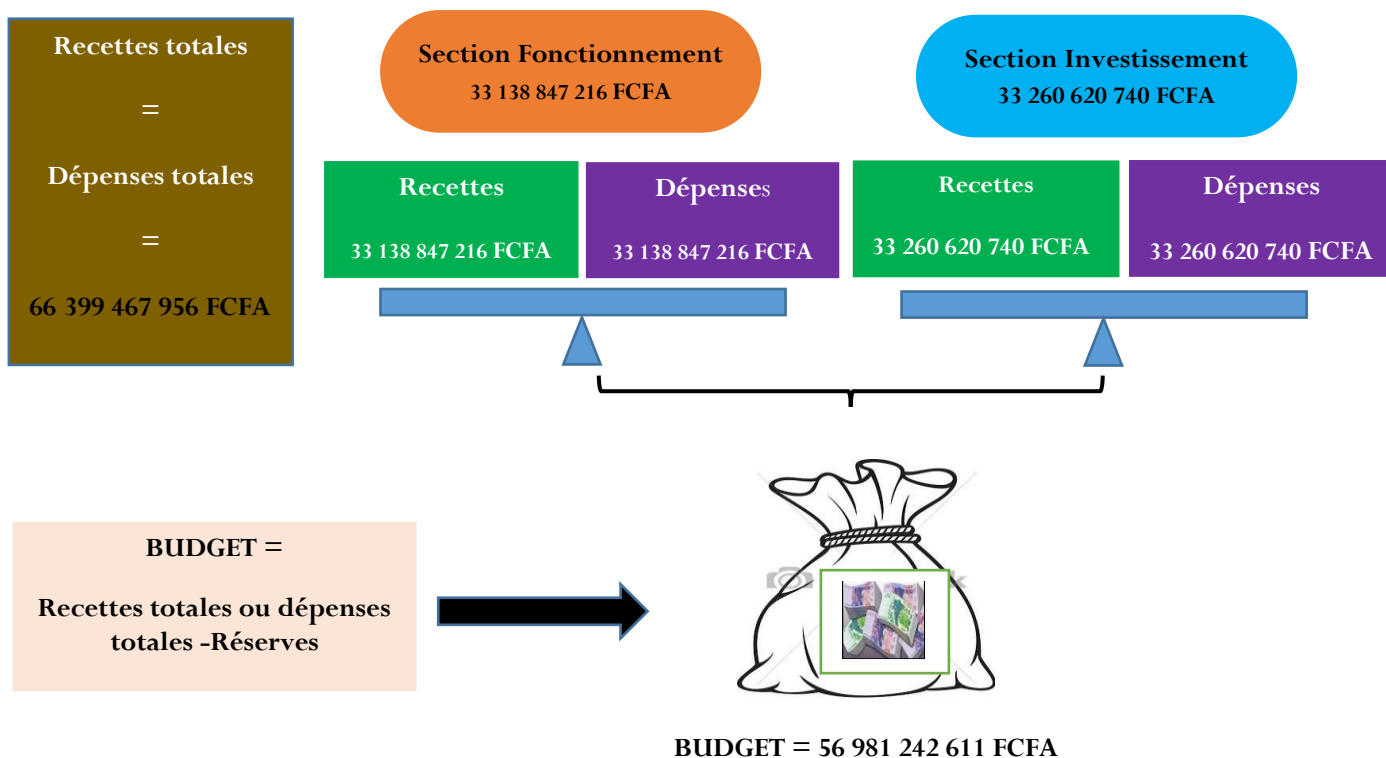 Recettes totales
=
Dépenses totales
=
66 399 467 956 FCFA
Section Fonctionnement
33 138 847 216 FCFA
Section Investissement
33 260 620 740 FCFA
Recettes
33 138 847 216 FCFA
Dépenses
33 138 847 216 FCFA
Recettes
33 260 620 740 FCFA
Dépenses
33 260 620 740 FCFA
BUDGET =
Recettes totales ou dépenses
totales -Réserves
BUDGET = 56 981 242 611 FCFA